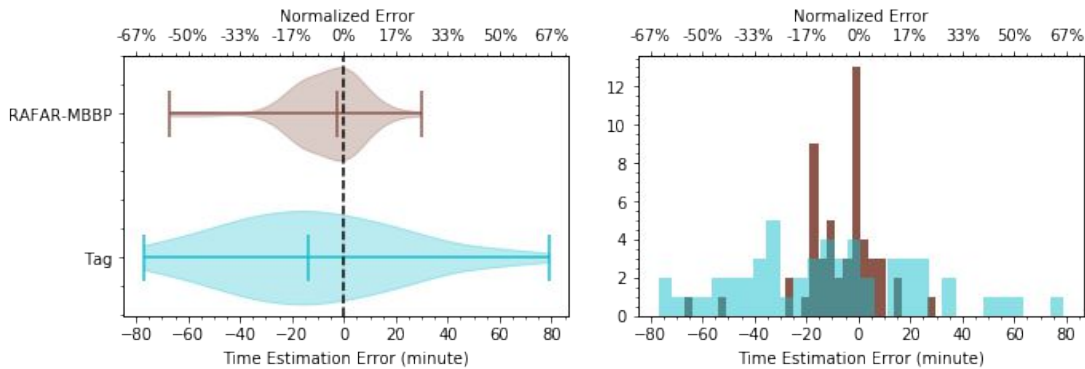 Normalized Error
-67% -50% -33% -17% 0% 17% 33% 50% 67%
RAFAR-MBBP
Tag
−80 −60 −40 −20 0 20 40 60 80
Time Estimation Error (minute)
Normalized Error
-67% -50% -33% -17% 0% 17% 33% 50% 67%
12
10
8
6
4
2
0
−80 −60 −40 −20 0 20 40 60 80
Time Estimation Error (minute)